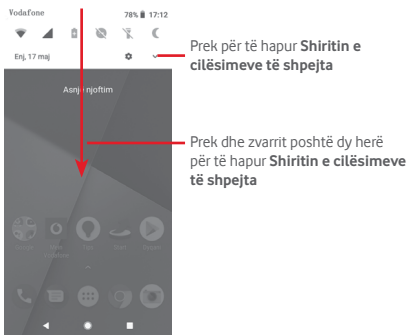 Vodafone 78% 17:12
Enj, 17 maj
Asnjë njoftim
Prek për të hapur Shiritin e
cilësimeve të shpejta
Prek dhe zvarrit poshtë dy herë
për të hapur Shiritin e cilësimeve
të shpejta